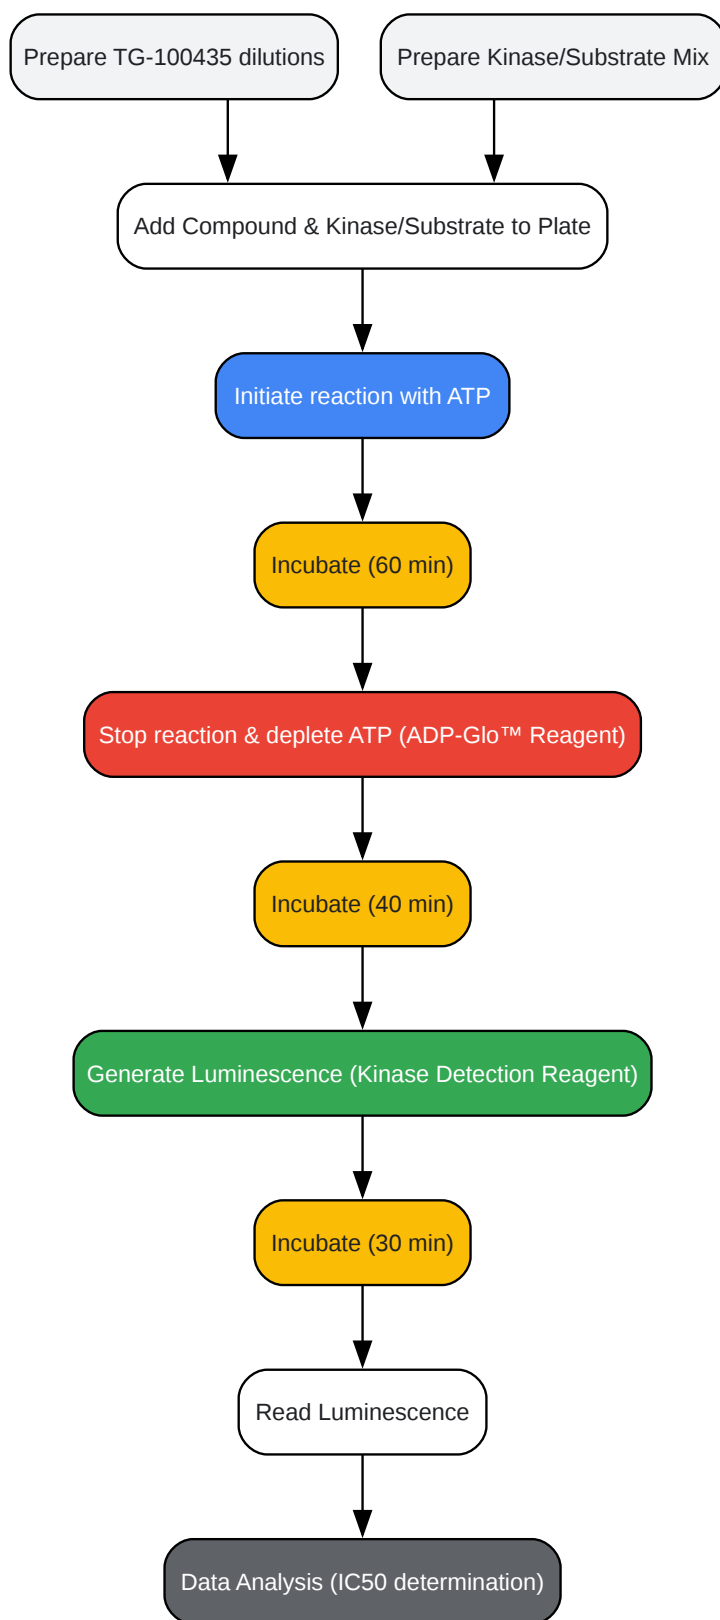 Prepare TG-100435 dilutions
Prepare Kinase/Substrate Mix
Add Compound & Kinase/Substrate to Plate
Initiate reaction with ATP
Incubate (60 min)
Stop reaction & deplete ATP (ADP-Glo™ Reagent)
Incubate (40 min)
Generate Luminescence (Kinase Detection Reagent)
Incubate (30 min)
Read Luminescence
Data Analysis (IC50 determination)